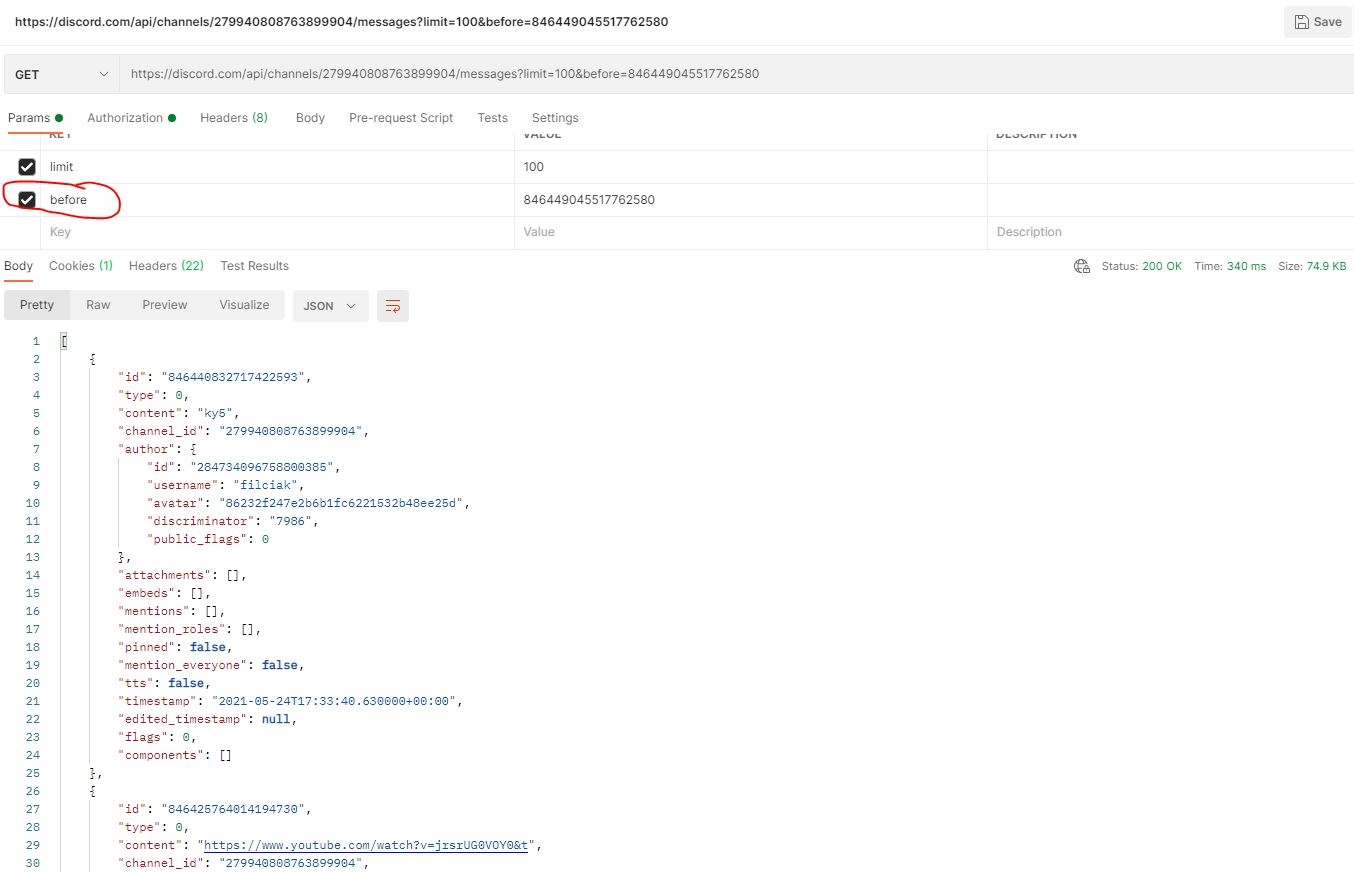 https://discord.com/api/channels/279940808763899904/messages?limit=100&before=846449045517762580
Save
GET https://discord.com/api/channels/279940808763899904/messages?limit=100&before=846449045517762580
Params Authorization Headers (8) Body Pre-request Script Tests Settings
KEY VALUE DESCRIPTION
limit 100
before 846449045517762580
Key Value Description
Body Cookies (1) Headers (22) Test Results Status: 200 OK Time: 340 ms Size: 74.9 KB
Pretty Raw Preview Visualize JSON
1 [
2 {
3 "id": "846440832717422593",
4 "type": 0,
5 "content": "ky5",
6 "channel_id": "279940808763899904",
7 "author": {
8 "id": "284734096758800385",
9 "username": "filciak",
10 "avatar": "86232f247e2b6b1fc6221532b48ee25d",
11 "discriminator": "7986",
12 "public_flags": 0
13 },
14 "attachments": [],
15 "embeds": [],
16 "mentions": [],
17 "mention_roles": [],
18 "pinned": false,
19 "mention_everyone": false,
20 "tts": false,
21 "timestamp": "2021-05-24T17:33:40.630000+00:00",
22 "edited_timestamp": null,
23 "flags": 0,
24 "components": []
25 },
26 {
27 "id": "846425764014194730",
28 "type": 0,
29 "content": "https://www.youtube.com/watch?v=jrsrUG0VOY0&t",
30 "channel_id": "279940808763899904",